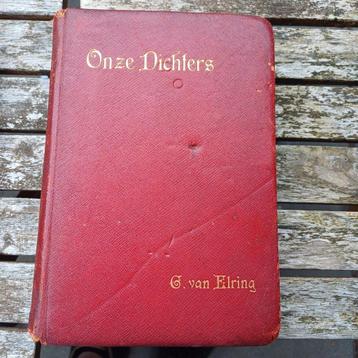 Onze Dichters
G. van Elring